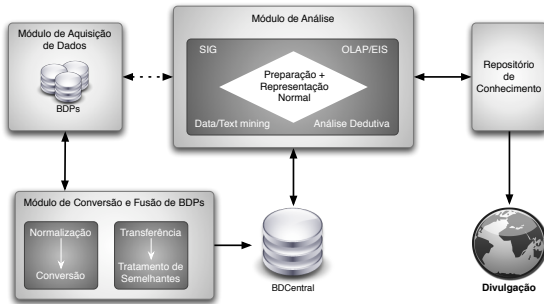 Módulo de Aquisição
de Dados
BDPs
Módulo de Análise
SIG
OLAP/EIS
Preparação +
Representação
Normal
Data/Text mining
Análise Dedutiva
Repositório
de
Conhecimento
Módulo de Conversão e Fusão de BDPs
Normalização
Conversão
Transferência
Tratamento de
Semelhantes
BDCentral
Divulgação